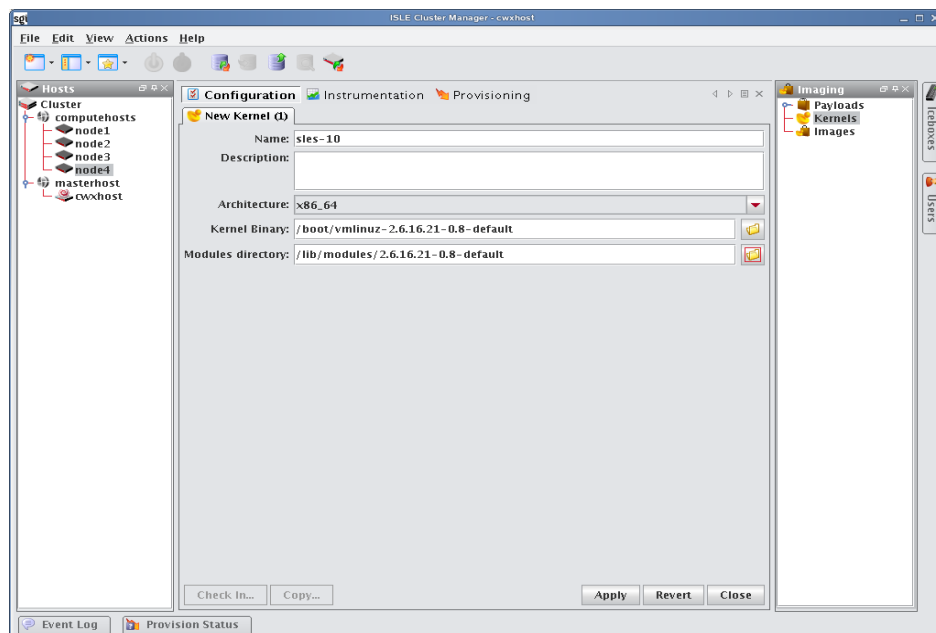 sgi
ISLE Cluster Manager - cwxhost
File Edit View Actions Help
Hosts
Cluster
computehosts
node1
node2
node3
node4
masterhost
cwxhost
Configuration Instrumentation Provisioning
New Kernel (1)
Name: sles-10
Description:
Architecture: x86_64
Kernel Binary: /boot/vmlinuz-2.6.16.21-0.8-default
Modules directory: /lib/modules/2.6.16.21-0.8-default
Check In... Copy... Apply Revert Close
Imaging
Payloads
Kernels
Images
Iceboxes
Users
Event Log Provision Status